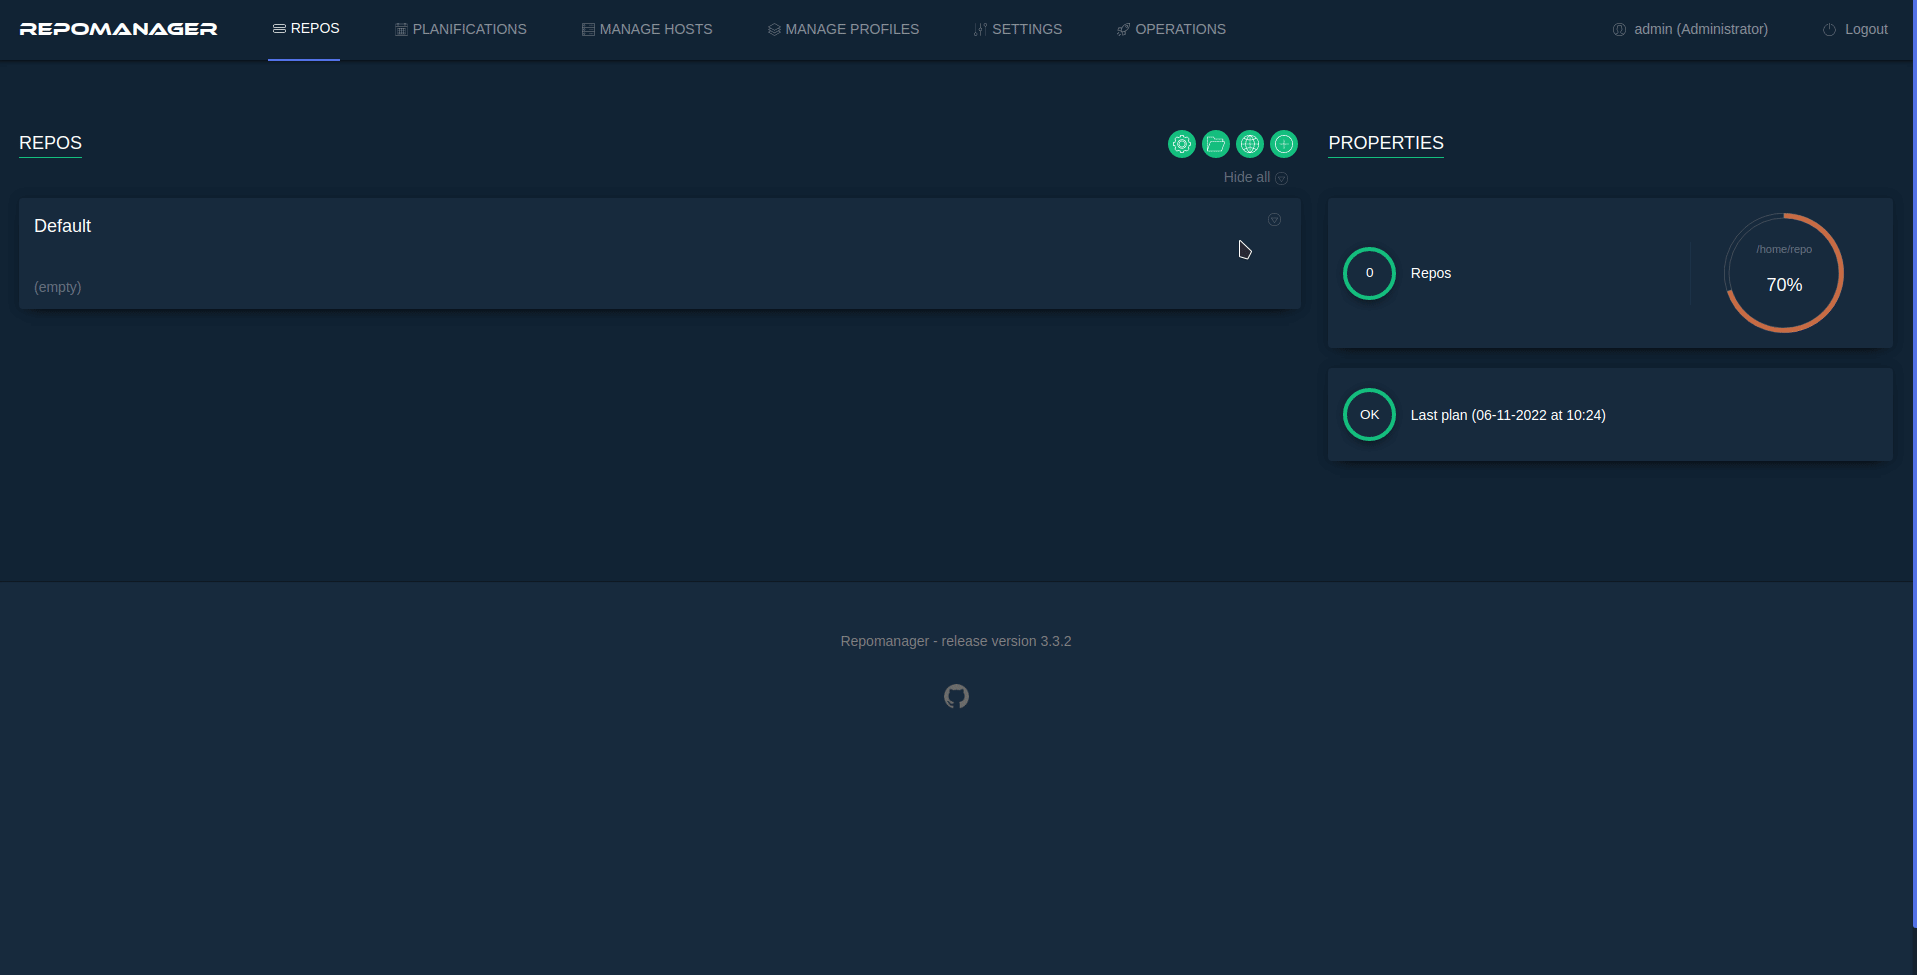 REPOMANAGER
REPOS
PLANIFICATIONS
MANAGE HOSTS
MANAGE PROFILES
SETTINGS
OPERATIONS
admin (Administrator)
Logout
REPOS
Hide all
Default
(empty)
PROPERTIES
0
Repos
/home/repo
70%
OK
Last plan (06-11-2022 at 10:24)
Repomanager - release version 3.3.2